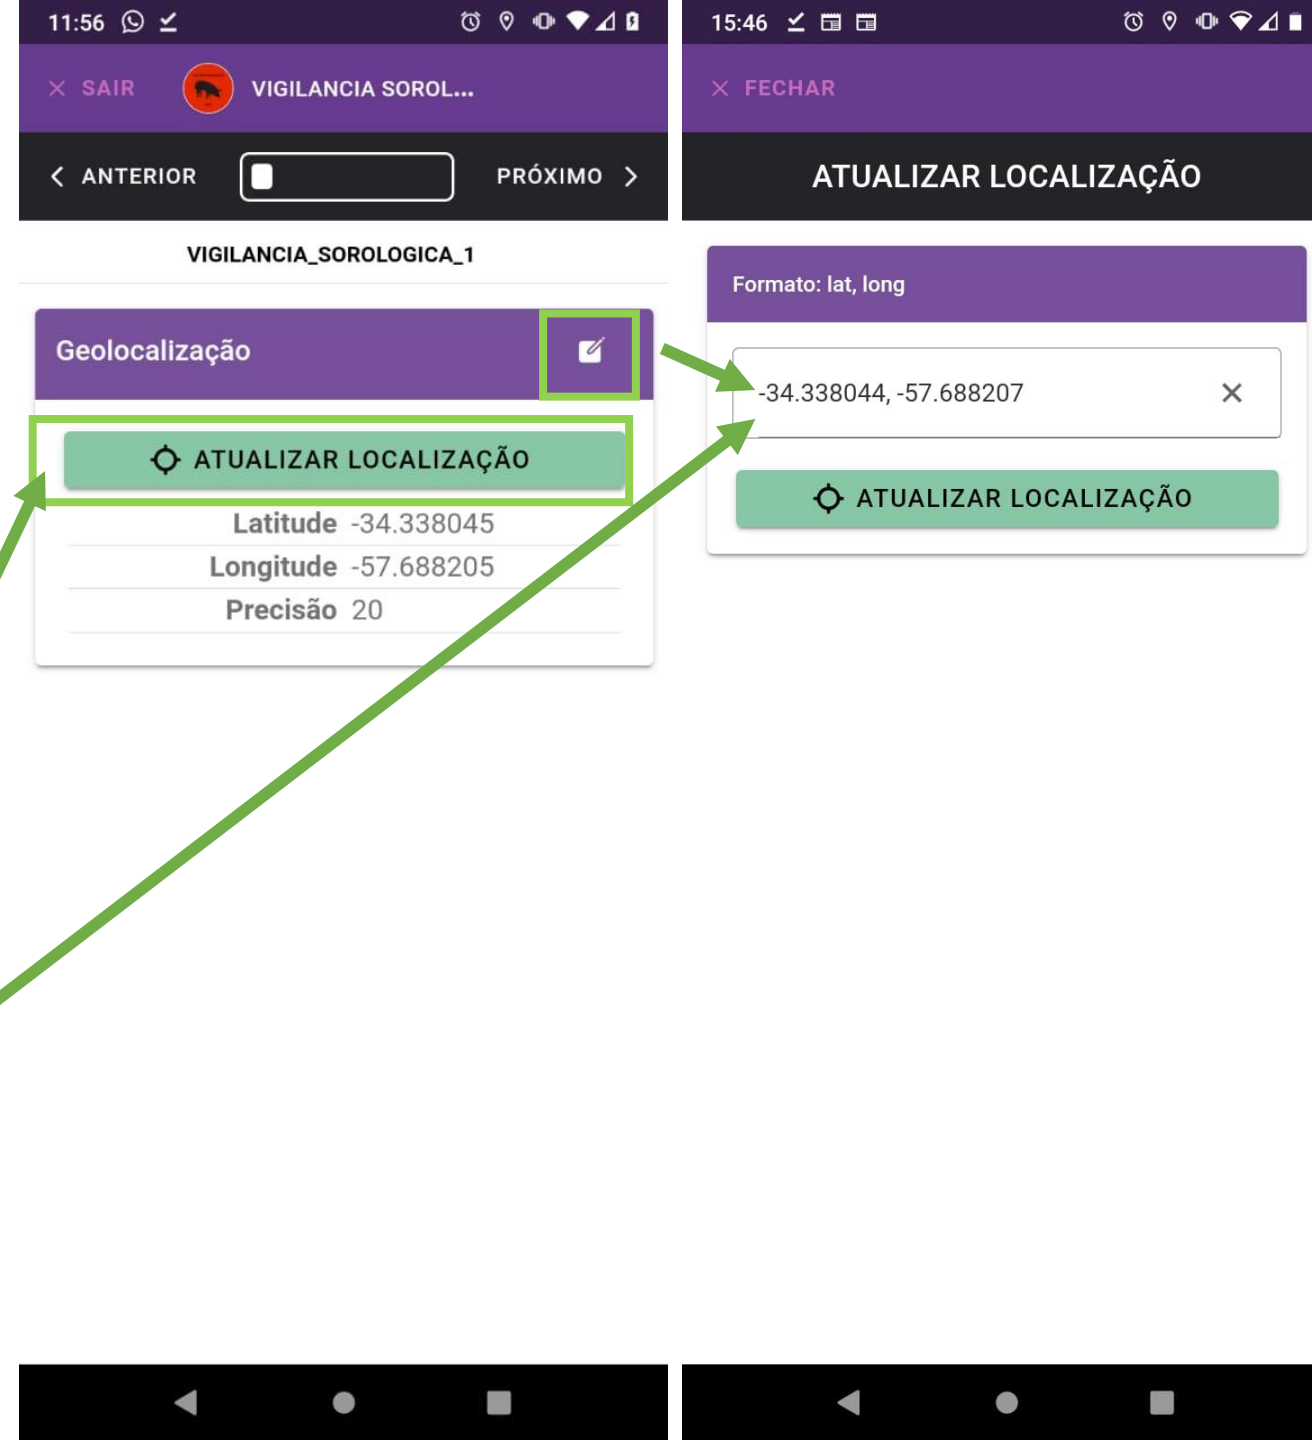 11:56
SAIR
VIGILANCIA SOROL...
ANTERIOR
PRÓXIMO
VIGILANCIA_SOROLOGICA_1
Geolocalização
ATUALIZAR LOCALIZAÇÃO
Latitude -34.338045
Longitude -57.688205
Precisão 20
15:46
FECHAR
ATUALIZAR LOCALIZAÇÃO
Formato: lat, long
-34.338044, -57.688207
ATUALIZAR LOCALIZAÇÃO